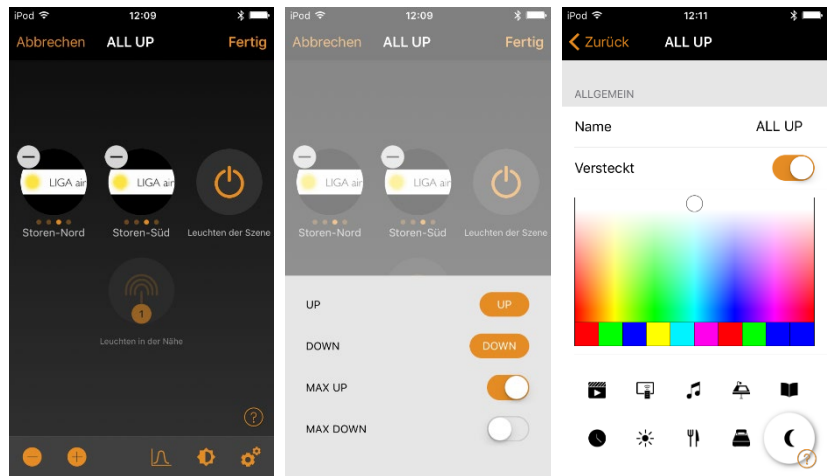 iPod 12:09
Abbrechen ALL UP Fertig
LIGA air LIGA air
Storen-Nord Storen-Süd Leuchten der Szene
1
Leuchten in der Nähe
?
iPod 12:09
Abbrechen ALL UP Fertig
LIGA air LIGA air
Storen-Nord Storen-Süd Leuchten der Szene
UP UP
DOWN DOWN
MAX UP
MAX DOWN
iPod 12:11
Zurück ALL UP
ALLGEMEIN
Name ALL UP
Versteckt
?